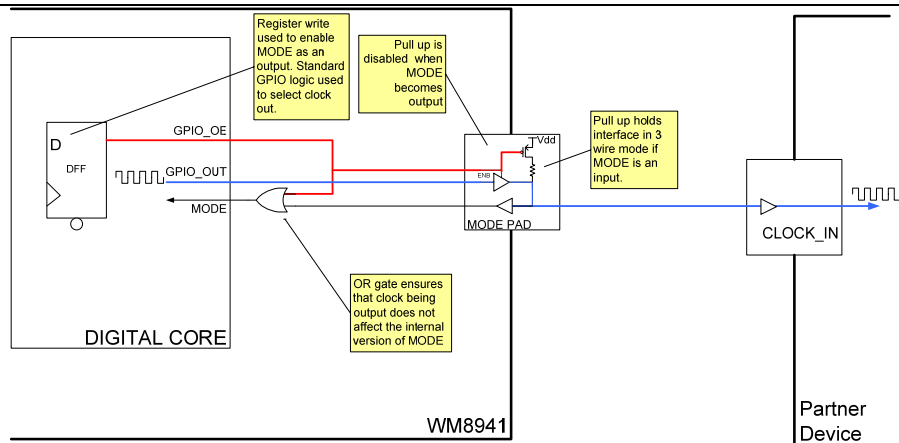 Register write
used to enable
MODE as an
output. Standard
GPIO logic used
to select clock
out.
Pull up is
disabled when
MODE
becomes
output
Pull up holds
interface in 3
wire mode if
MODE is an
input.
D
DFF
GPIO_OE
GPIO_OUT
MODE
Vdd
ENB
MODE PAD
CLOCK_IN
OR gate ensures
that clock being
output does not
affect the internal
version of MODE
DIGITAL CORE
WM8941
Partner
Device